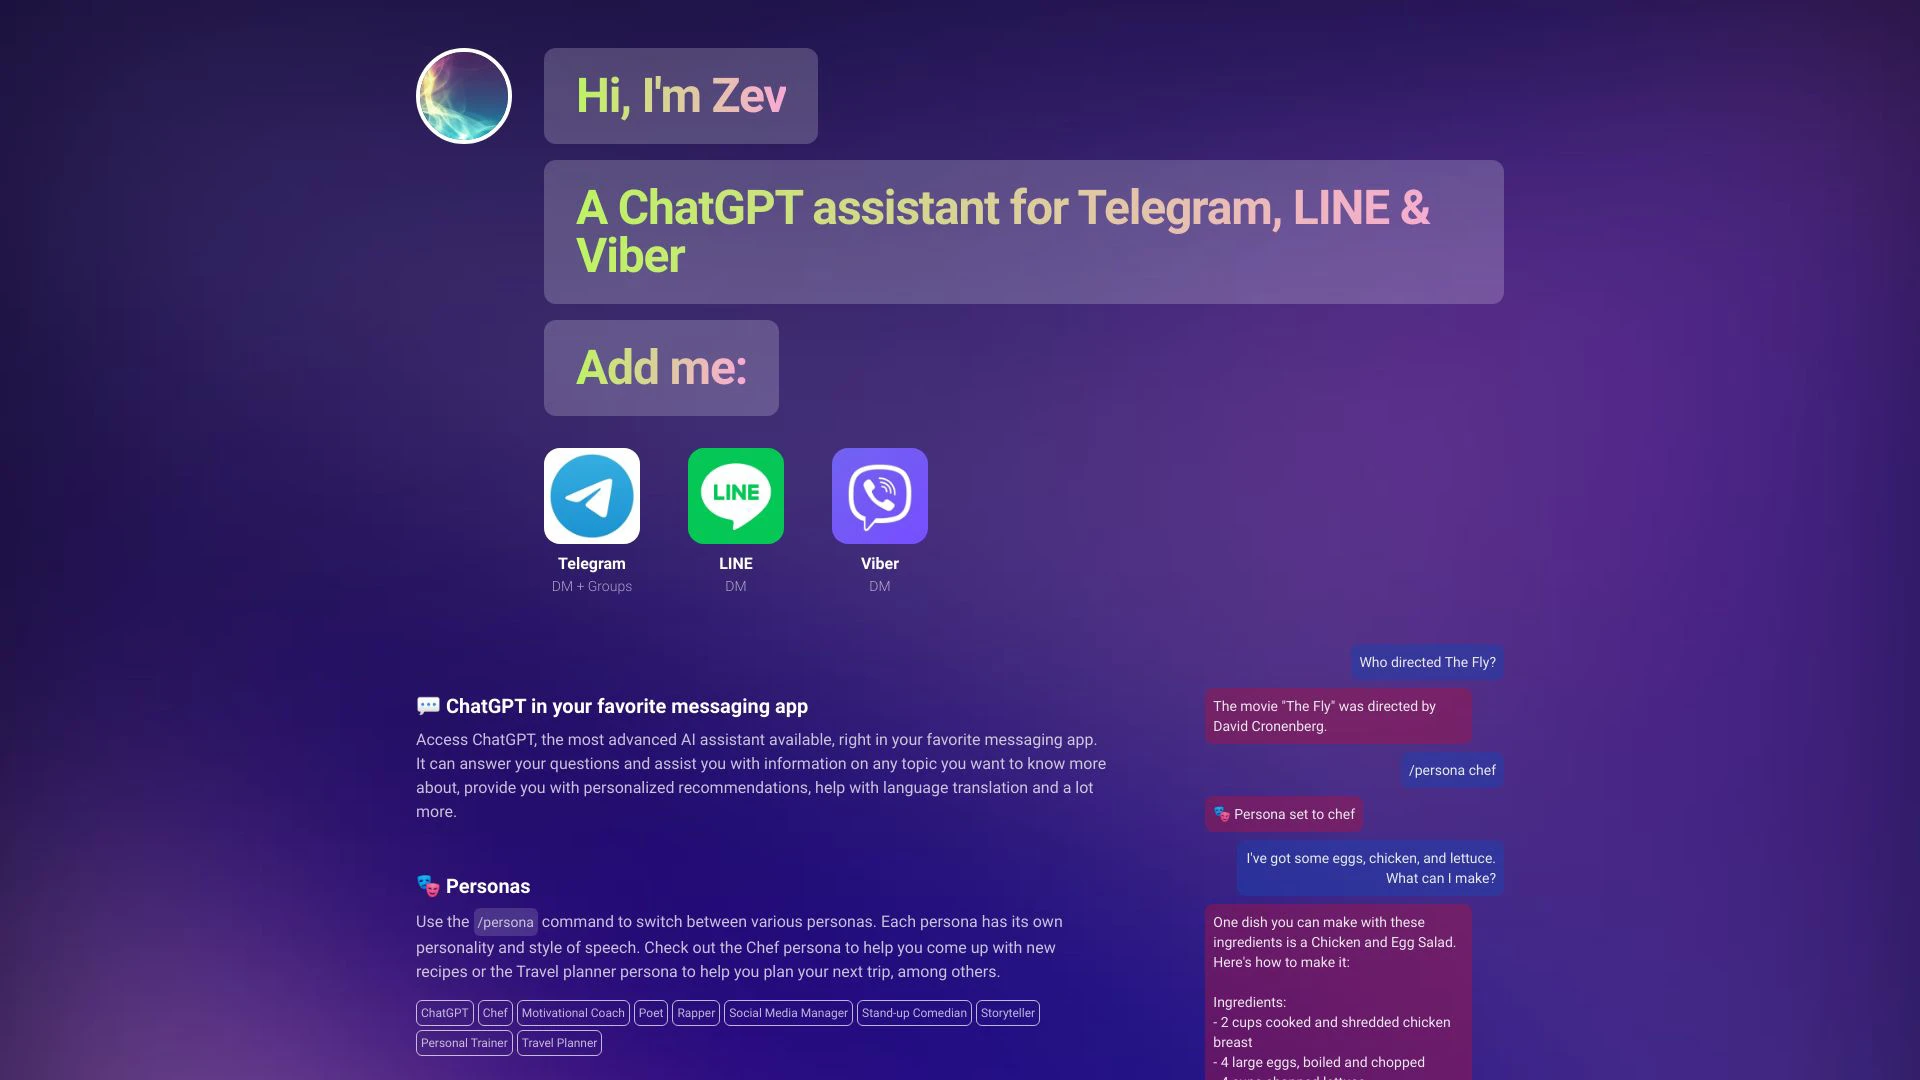 Hi, I'm Zev
A ChatGPT assistant for Telegram, LINE &
Viber
Add me:
LINE
Telegram
DM + Groups
LINE
DM
Viber
DM
💬 ChatGPT in your favorite messaging app
Access ChatGPT, the most advanced AI assistant available, right in your favorite messaging app.
It can answer your questions and assist you with information on any topic you want to know more
about, provide you with personalized recommendations, help with language translation and a lot
more.
🎭 Personas
Use the /persona command to switch between various personas. Each persona has its own
personality and style of speech. Check out the Chef persona to help you come up with new
recipes or the Travel planner persona to help you plan your next trip, among others.
ChatGPT Chef Motivational Coach Poet Rapper Social Media Manager Stand-up Comedian Storyteller
Personal Trainer Travel Planner
Who directed The Fly?
The movie "The Fly" was directed by
David Cronenberg.
/persona chef
🎭 Persona set to chef
I've got some eggs, chicken, and lettuce.
What can I make?
One dish you can make with these
ingredients is a Chicken and Egg Salad.
Here's how to make it:
Ingredients:
- 2 cups cooked and shredded chicken
breast
- 4 large eggs, boiled and chopped